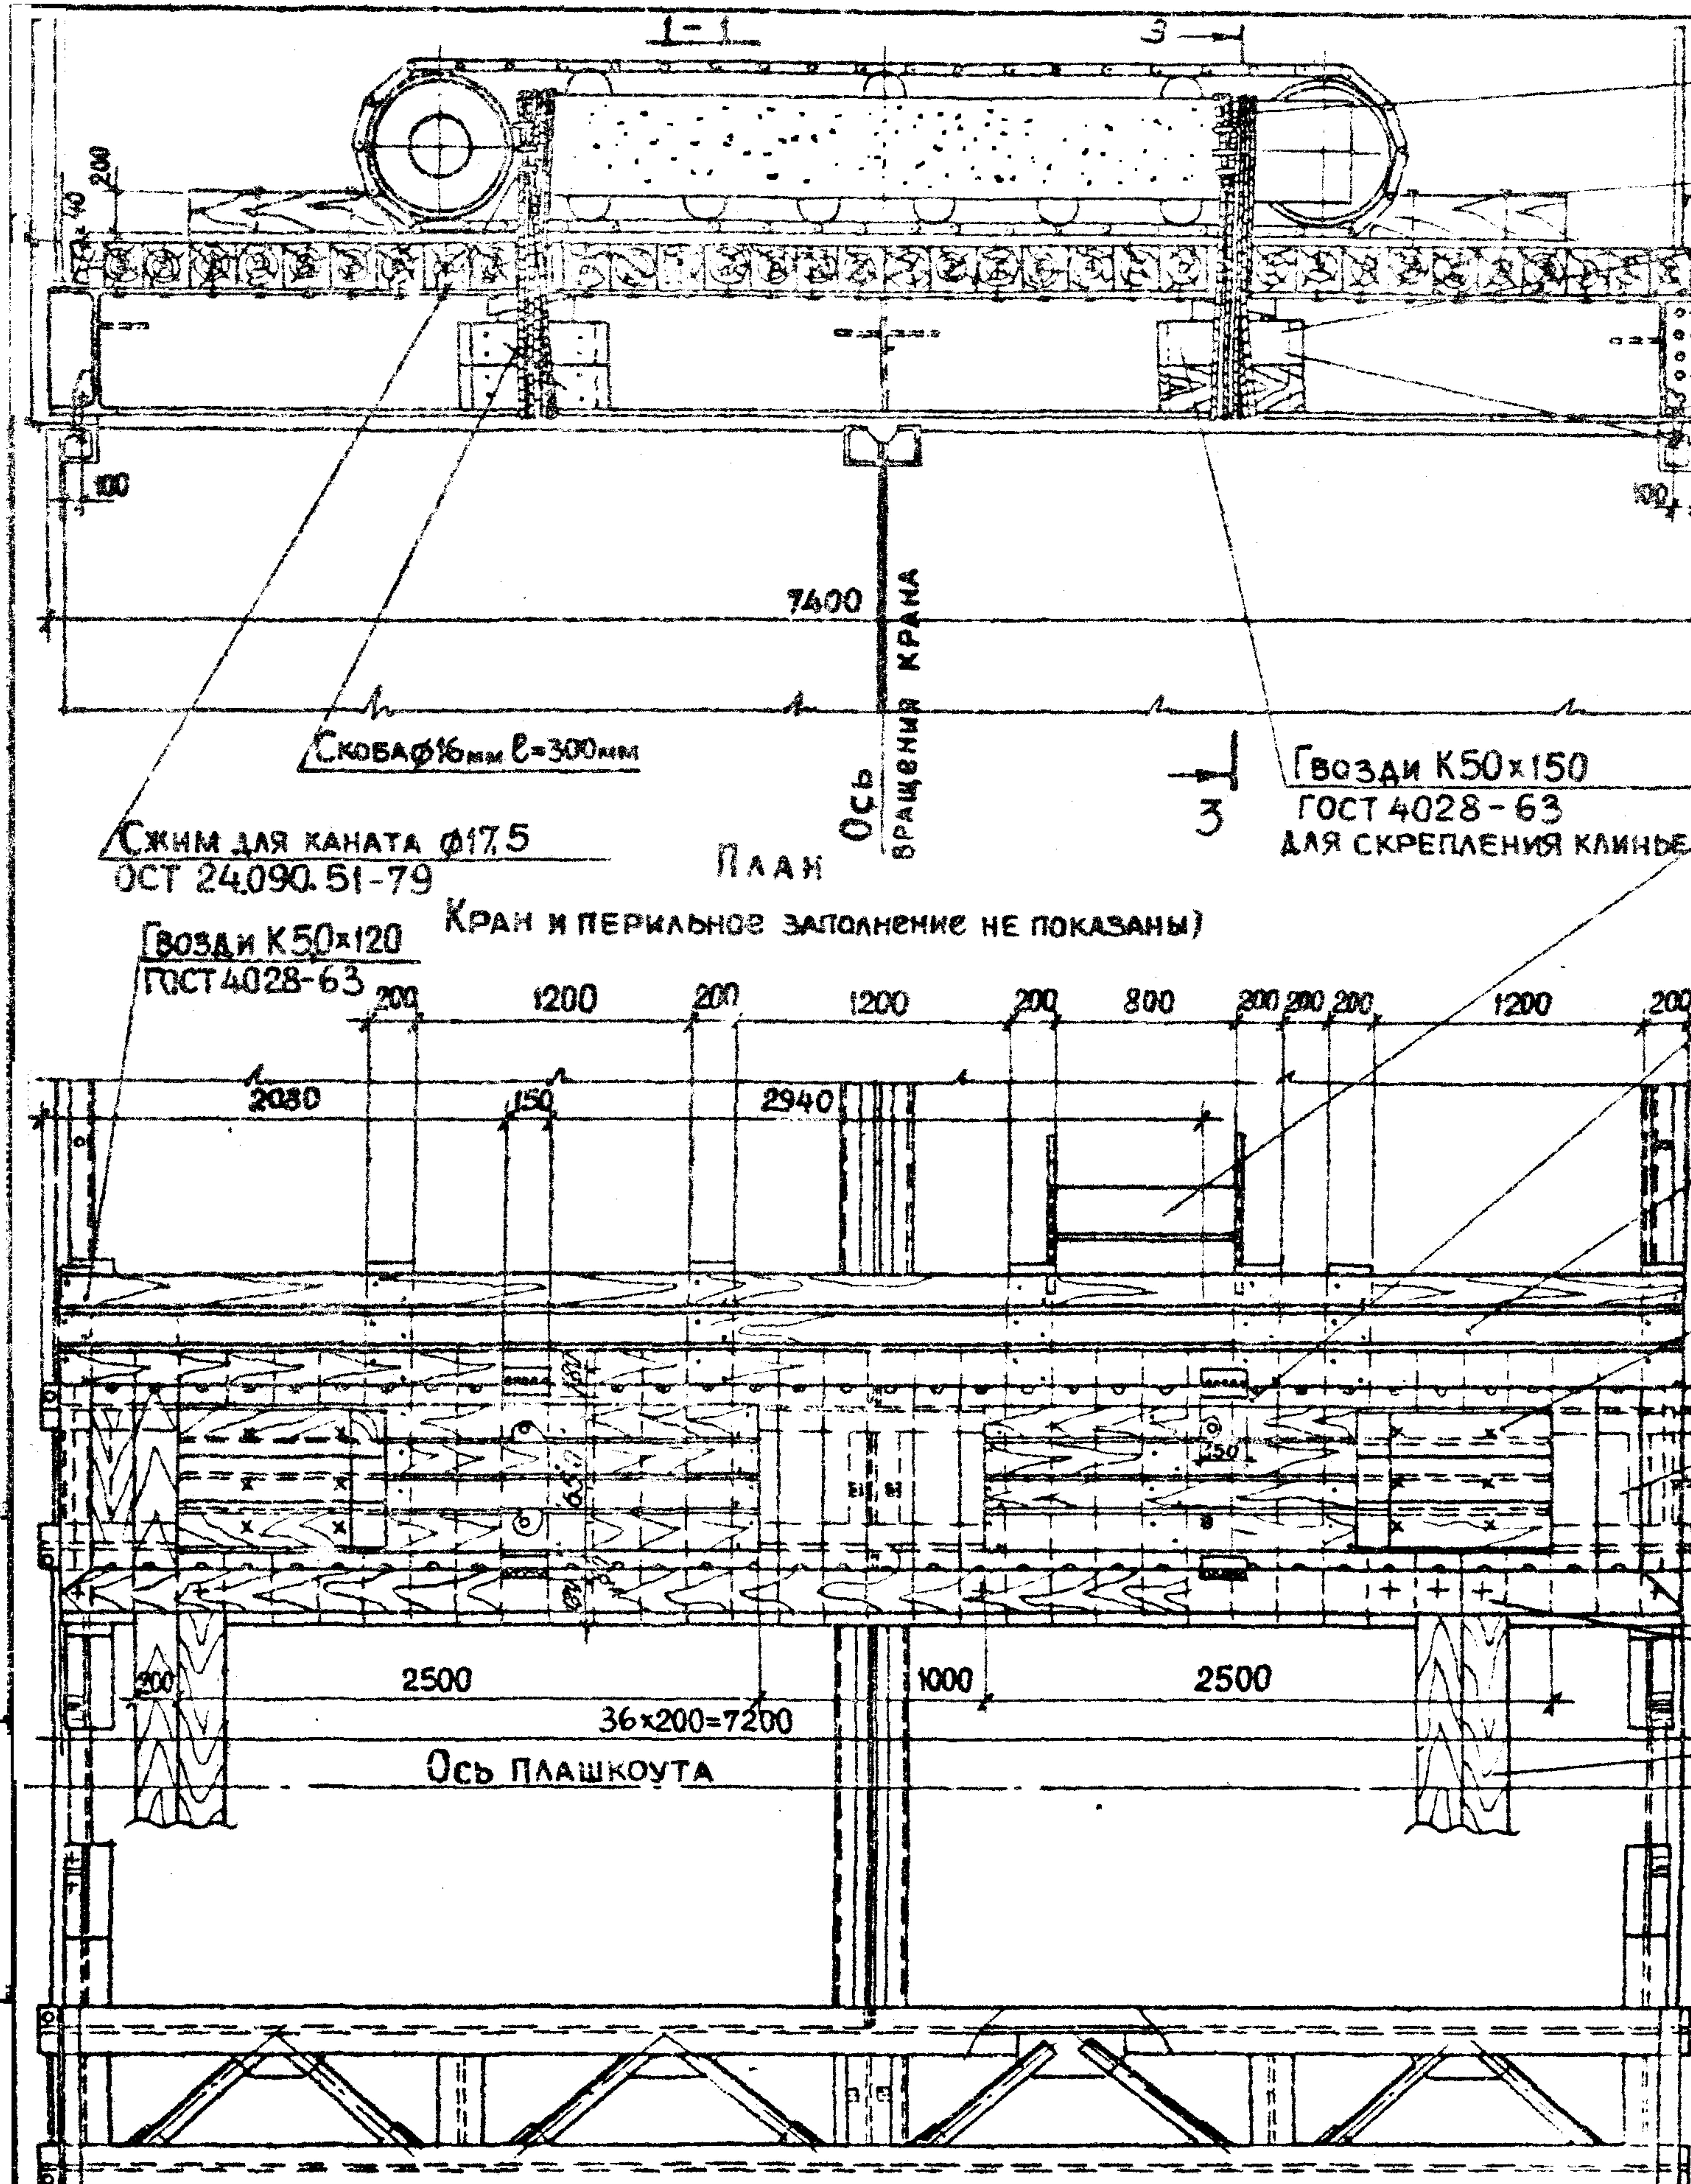 1-1
3
200
40
100
100
7400
Ось
вращения крана
Скоба ϕ16мм ℓ=300мм
3
Гвозди К50х150
ГОСТ 4028-63
для скрепления клинье
Сжим для каната ϕ17,5
ОСТ 24.090.51-79
План
Кран и перильное заполнение не показаны)
Гвозди К5,0х120
ГОСТ 4028-63
200 1200 200 1200 200 800 200 200 200 1200 200
2080 150 2940
150
200 2500 1000 2500
36х200=7200
Ось плашкоута